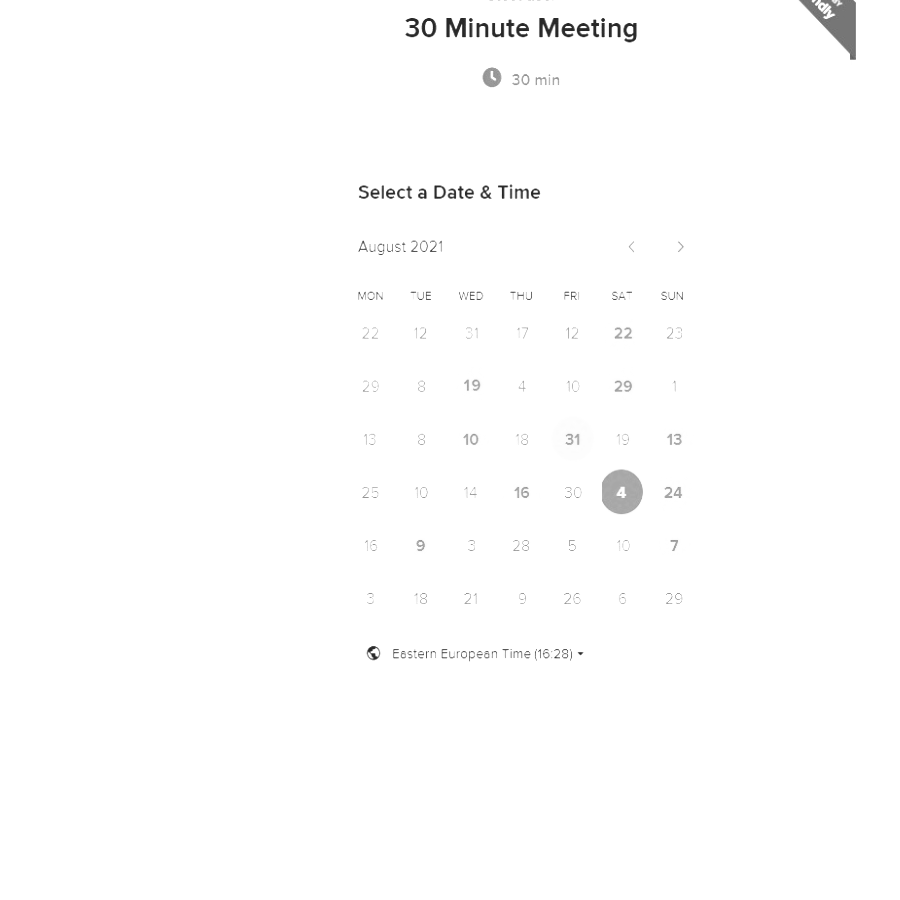 30 Minute Meeting
30 min
Select a Date & Time
August 2021
MON TUE WED THU FRI SAT SUN
22 12 31 17 12 22 23
29 8 19 4 10 29 1
13 8 10 18 31 19 13
25 10 14 16 30 4 24
16 9 3 28 5 10 7
3 18 21 9 26 6 29
Eastern European Time (16:28)